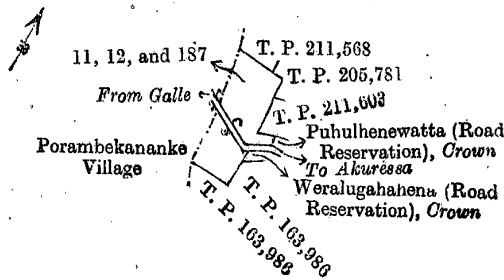 T. P. 211,568
11, 12, and 187
T. P. 205,781
From Galle
T. P. 211,603
Puhulhenewatta (Road
Reservation), Crown
Porambekananke
Village
To Akuressa
Weralugahahena (Road
Reservation), Crown
T. P. 163,986
T. P. 163,986